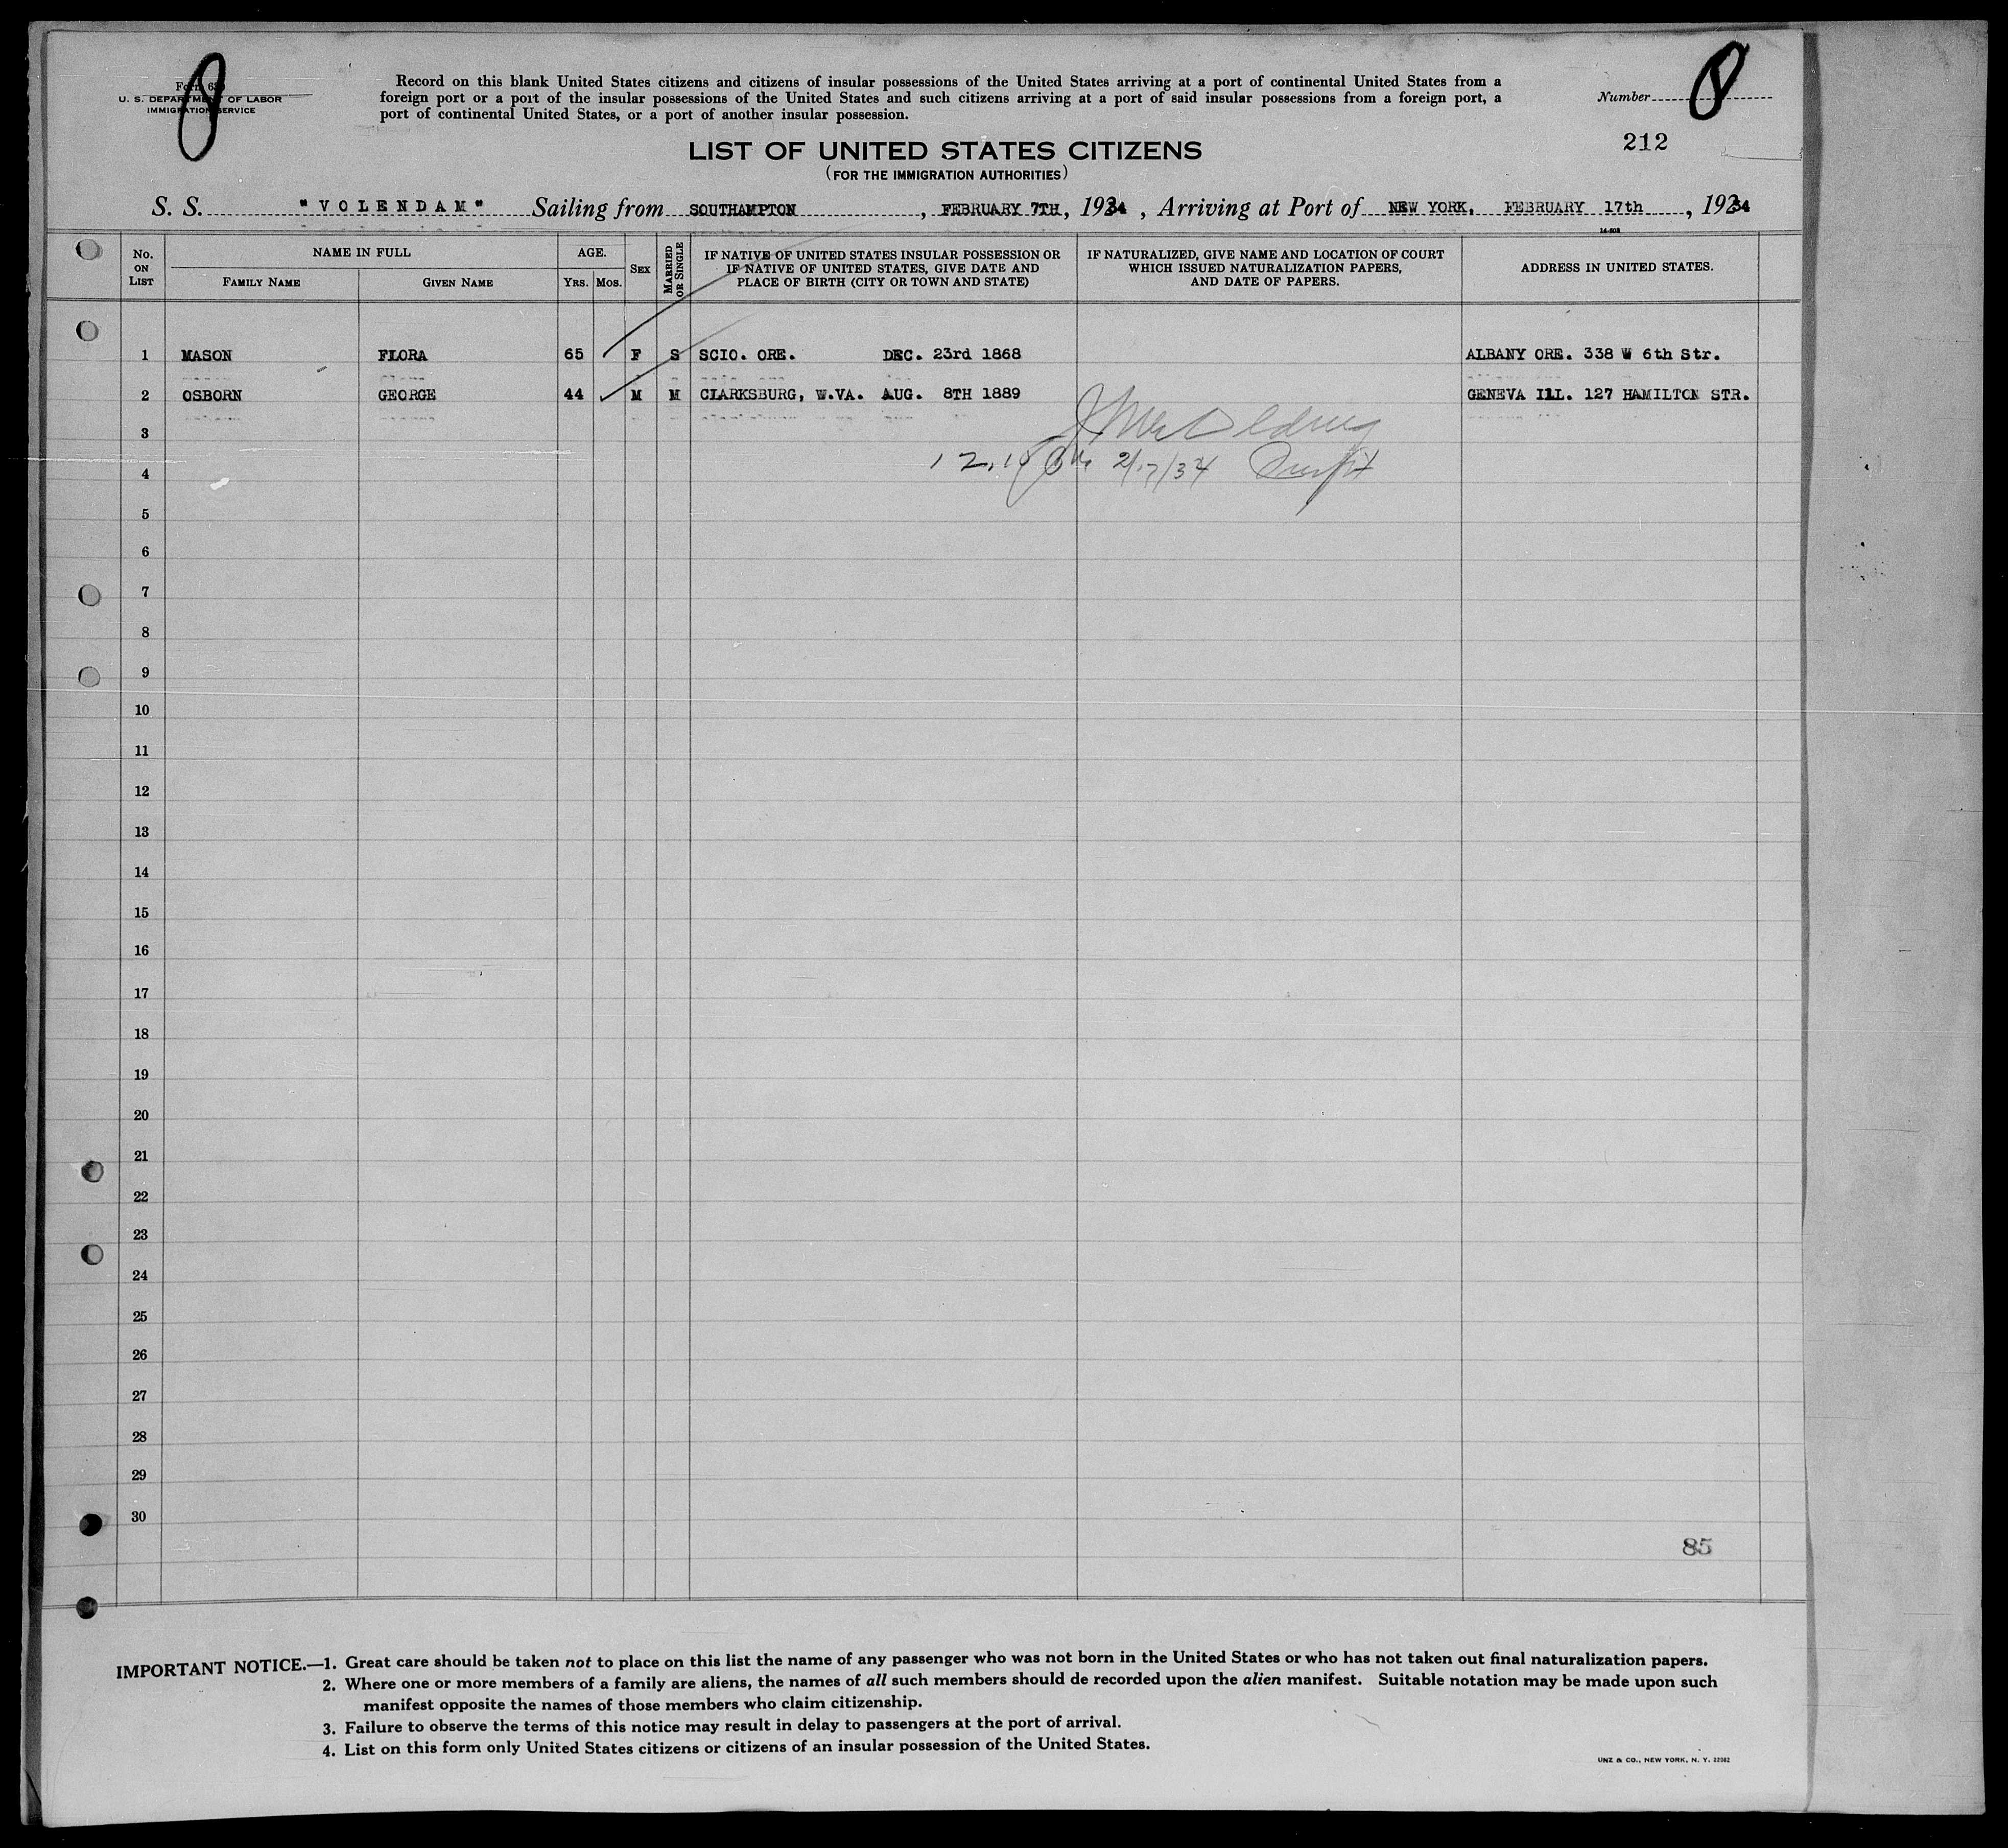 8
8
U. S. DEPARTMENT OF LABOR
IMMIGRATION SERVICE
Record on this blank United States citizens and citizens of insular possessions of the United States arriving at a port of continental United States from a
foreign port or a port of the insular possessions of the United States and such citizens arriving at a port of said insular possessions from a foreign port, a
port of continental United States, or a port of another insular possession.
Number
212
LIST OF UNITED STATES CITIZENS
(FOR THE IMMIGRATION AUTHORITIES)
S. S. "VOLENDAM" Sailing from SOUTHAMPTON, FEBRUARY 7TH, 1934, Arriving at Port of NEW YORK. FEBRUARY 17th, 1934
No. ON LIST
NAME IN FULL
FAMILY NAME
GIVEN NAME
AGE.
YRS. MOS.
SEX
MARRIED OR SINGLE
IF NATIVE OF UNITED STATES INSULAR POSSESSION OR
IF NATIVE OF UNITED STATES, GIVE DATE AND
PLACE OF BIRTH (CITY OR TOWN AND STATE)
IF NATURALIZED, GIVE NAME AND LOCATION OF COURT
WHICH ISSUED NATURALIZATION PAPERS,
AND DATE OF PAPERS.
ADDRESS IN UNITED STATES.
1 MASON FLORA 65 F S SCIO. ORE. DEC. 23rd 1868 ALBANY ORE. 338 W 6th Str.
2 OSBORN GEORGE 44 M M CLARKSBURG, W.VA. AUG. 8TH 1889 GENEVA ILL. 127 HAMILTON STR.
3
4 2/17/34
5
6
7
8
9
10
11
12
13
14
15
16
17
18
19
20
21
22
23
24
25
26
27
28
29
30
85
IMPORTANT NOTICE.—1. Great care should be taken not to place on this list the name of any passenger who was not born in the United States or who has not taken out final naturalization papers.
2. Where one or more members of a family are aliens, the names of all such members should de recorded upon the alien manifest. Suitable notation may be made upon such
manifest opposite the names of those members who claim citizenship.
3. Failure to observe the terms of this notice may result in delay to passengers at the port of arrival.
4. List on this form only United States citizens or citizens of an insular possession of the United States.
UNZ & CO., NEW YORK, N. Y. 22982